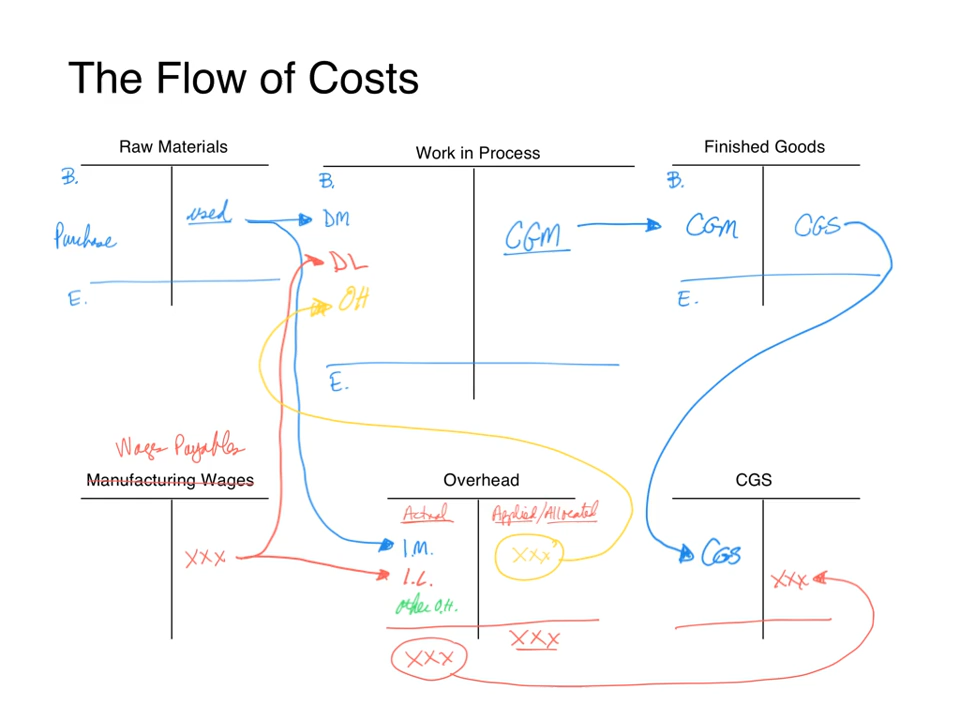 The Flow of Costs
Raw Materials
B.
Purchase
used
E.
Work in Process
B.
DM
DL
OH
CGM
E.
Finished Goods
B.
CGM
CGS
E.
Wages Payables
Manufacturing Wages
XXX
Overhead
Actual
Applied/Allocated
I.M.
I.L.
other O.H.
XXX
XXX
XXX
CGS
CGS
XXX